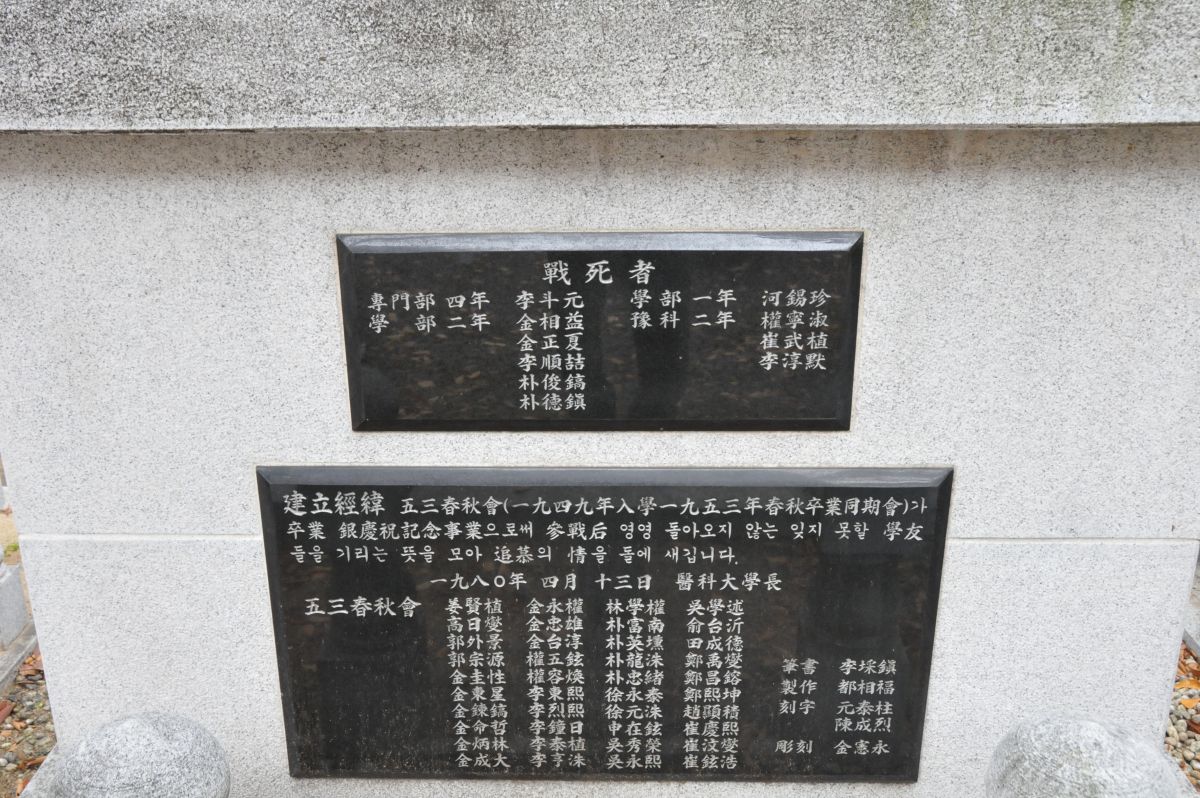 戰死者
專門部 四年 李斗元 學部 一年 河錫珍
學部 二年 金相益 豫科 二年 權寧淑
金正夏 崔武植
李順喆 李淳默
朴俊鎬
朴德鎭
建立經緯 五三春秋會(一九四九年入學一九五三年春秋卒業同期會)가
卒業 銀慶祝記念事業으로써 參戰后 영영 돌아오지 않는 잊지 못할 學友
들을 기리는 뜻을 모아 追慕의 情을 돌에 새깁니다.
一九八〇年 四月 十三日 醫科大學長
五三春秋會 姜賢植 金永權 林學權 吳學述
高日燮 金忠雄 朴富南 俞台沂
郭外景 金台淳 朴英壎 田成德
郭宗源 權五鉉 朴龍洙 鄭禹燮
金圭性 權容煥 朴忠緖 鄭昌鎔 筆書 李埰鎭
金東星 李東熙 徐永泰 鄭熙坤 製作 都相福
金鍊鎬 李烈熙 徐元洙 趙顯積 刻字 元泰柱
金命哲 李鐘日 申在鉉 崔慶熙 陳成烈
金炳林 李泰植 吳秀榮 崔汶燮 彫刻 金憲永
金成大 李亨洙 吳永熙 崔鉉浩